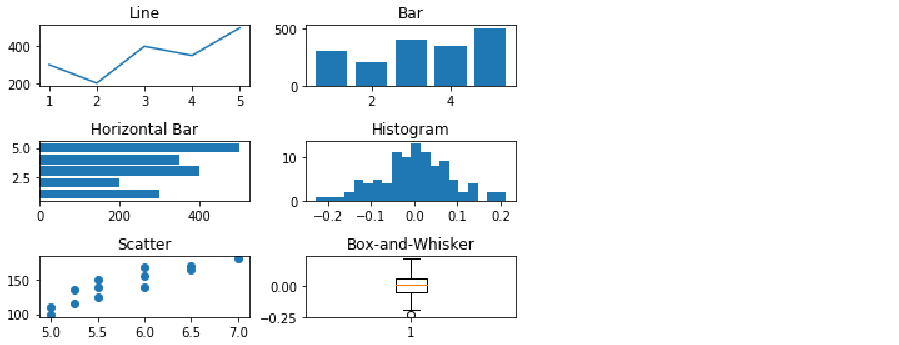 Line
400
200
1 2 3 4 5
Bar
500
0
2 4
Horizontal Bar
5.0
2.5
0 200 400
Histogram
10
0
−0.2 −0.1 0.0 0.1 0.2
Scatter
150
100
5.0 5.5 6.0 6.5 7.0
Box-and-Whisker
0.00
−0.25
1